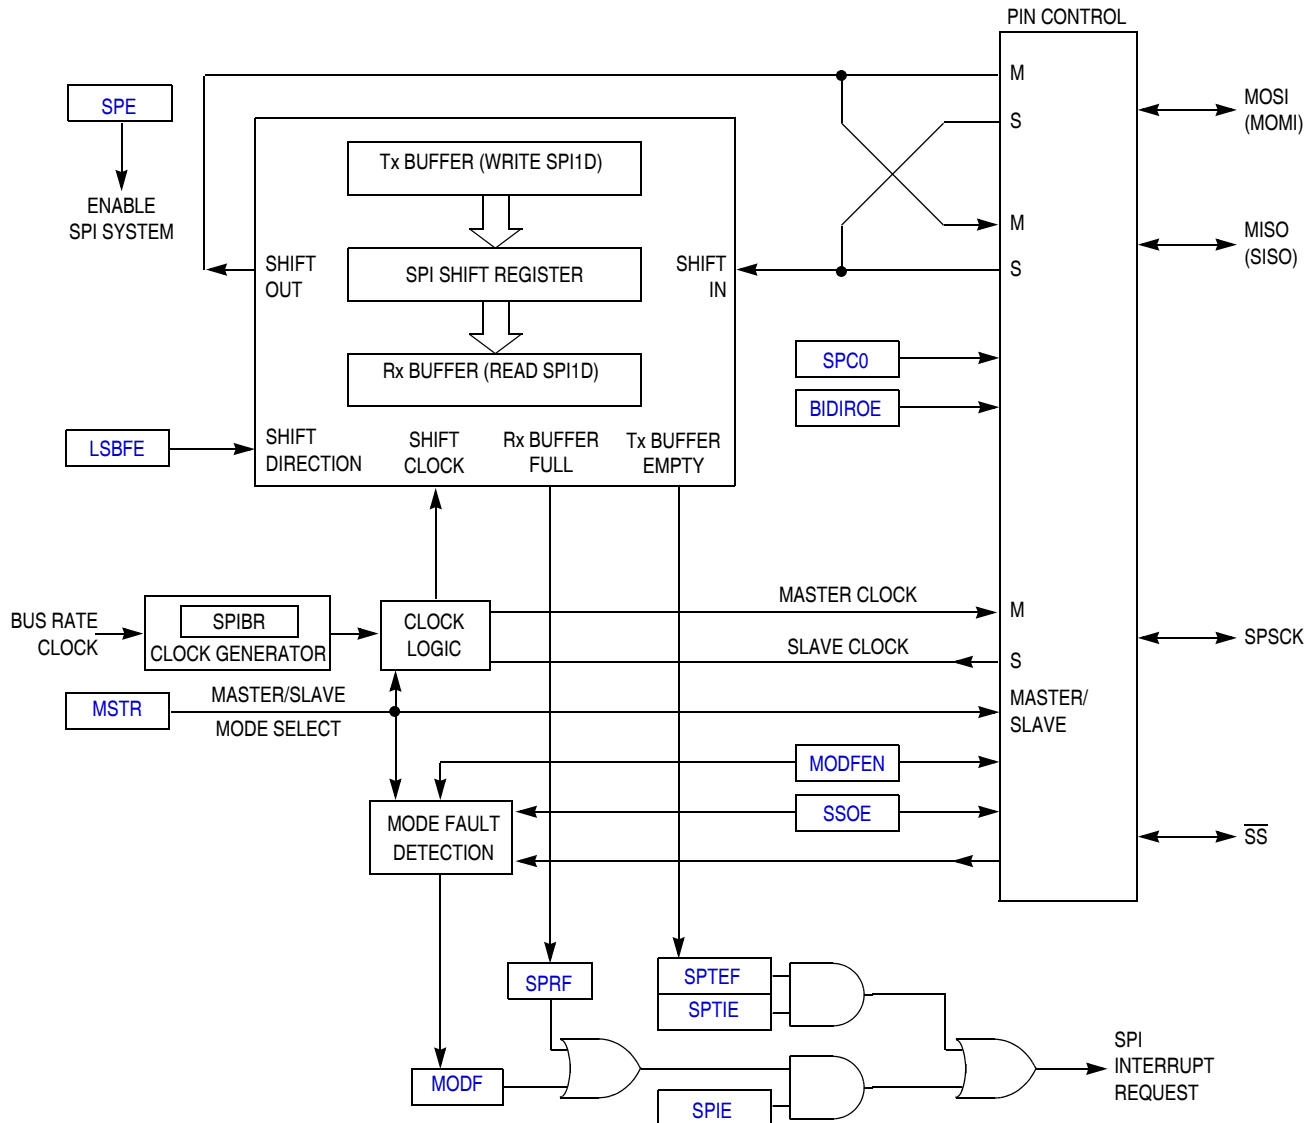 PIN CONTROL
M
MOSI
(MOMI)
SPE
S
Tx BUFFER (WRITE SPI1D)
ENABLE
SPI SYSTEM
M
MISO
(SISO)
SHIFT
OUT
SPI SHIFT REGISTER
SHIFT
IN
S
SPC0
Rx BUFFER (READ SPI1D)
BIDIROE
LSBFE
SHIFT
DIRECTION
SHIFT
CLOCK
Rx BUFFER
FULL
Tx BUFFER
EMPTY
BUS RATE
CLOCK
SPIBR
CLOCK GENERATOR
CLOCK
LOGIC
MASTER CLOCK
M
SLAVE CLOCK
S
SPSCK
MSTR
MASTER/SLAVE
MODE SELECT
MASTER/
SLAVE
MODFEN
SSOE
MODE FAULT
DETECTION
SS
SPRF
SPTEF
SPTIE
MODF
SPIE
SPI
INTERRUPT
REQUEST